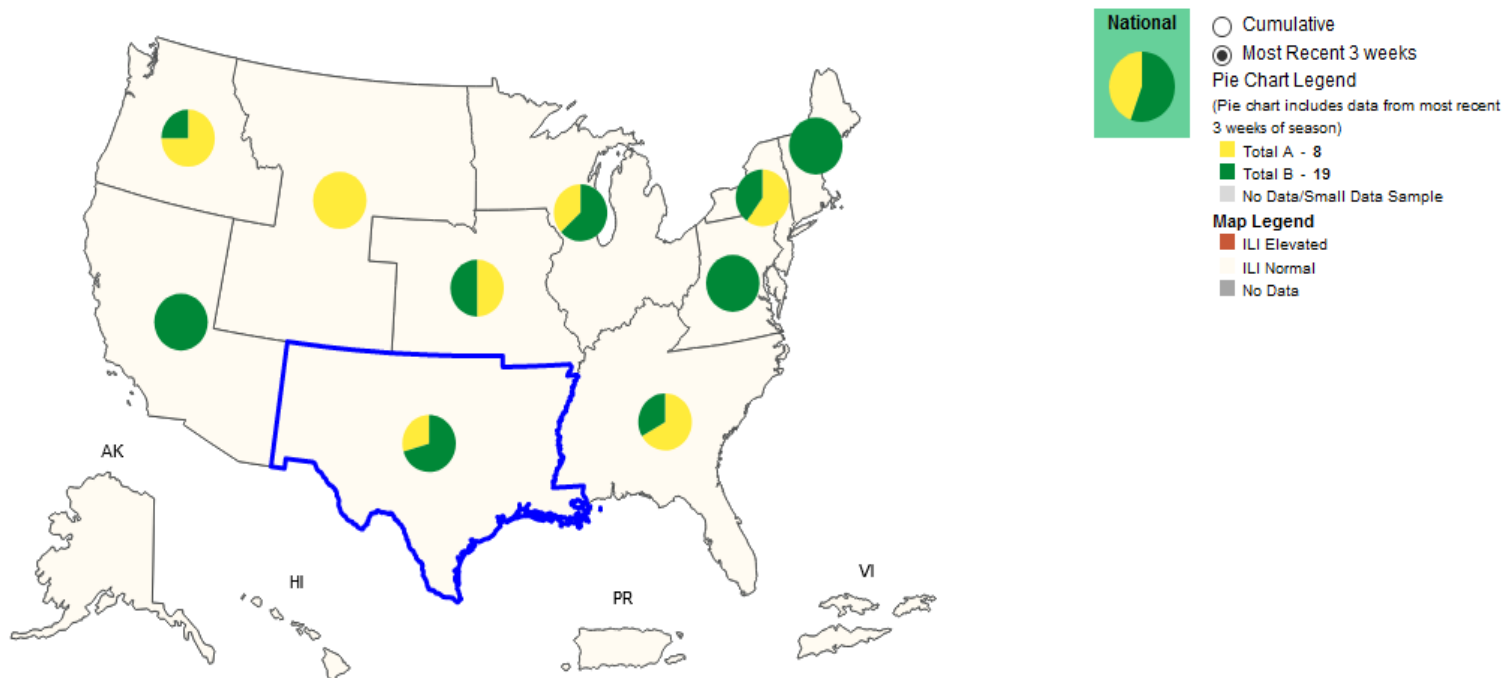 National
Cumulative
Most Recent 3 weeks
Pie Chart Legend
(Pie chart includes data from most recent
3 weeks of season)
Total A - 8
Total B - 19
No Data/Small Data Sample
Map Legend
ILI Elevated
ILI Normal
No Data
AK
HI
PR
VI